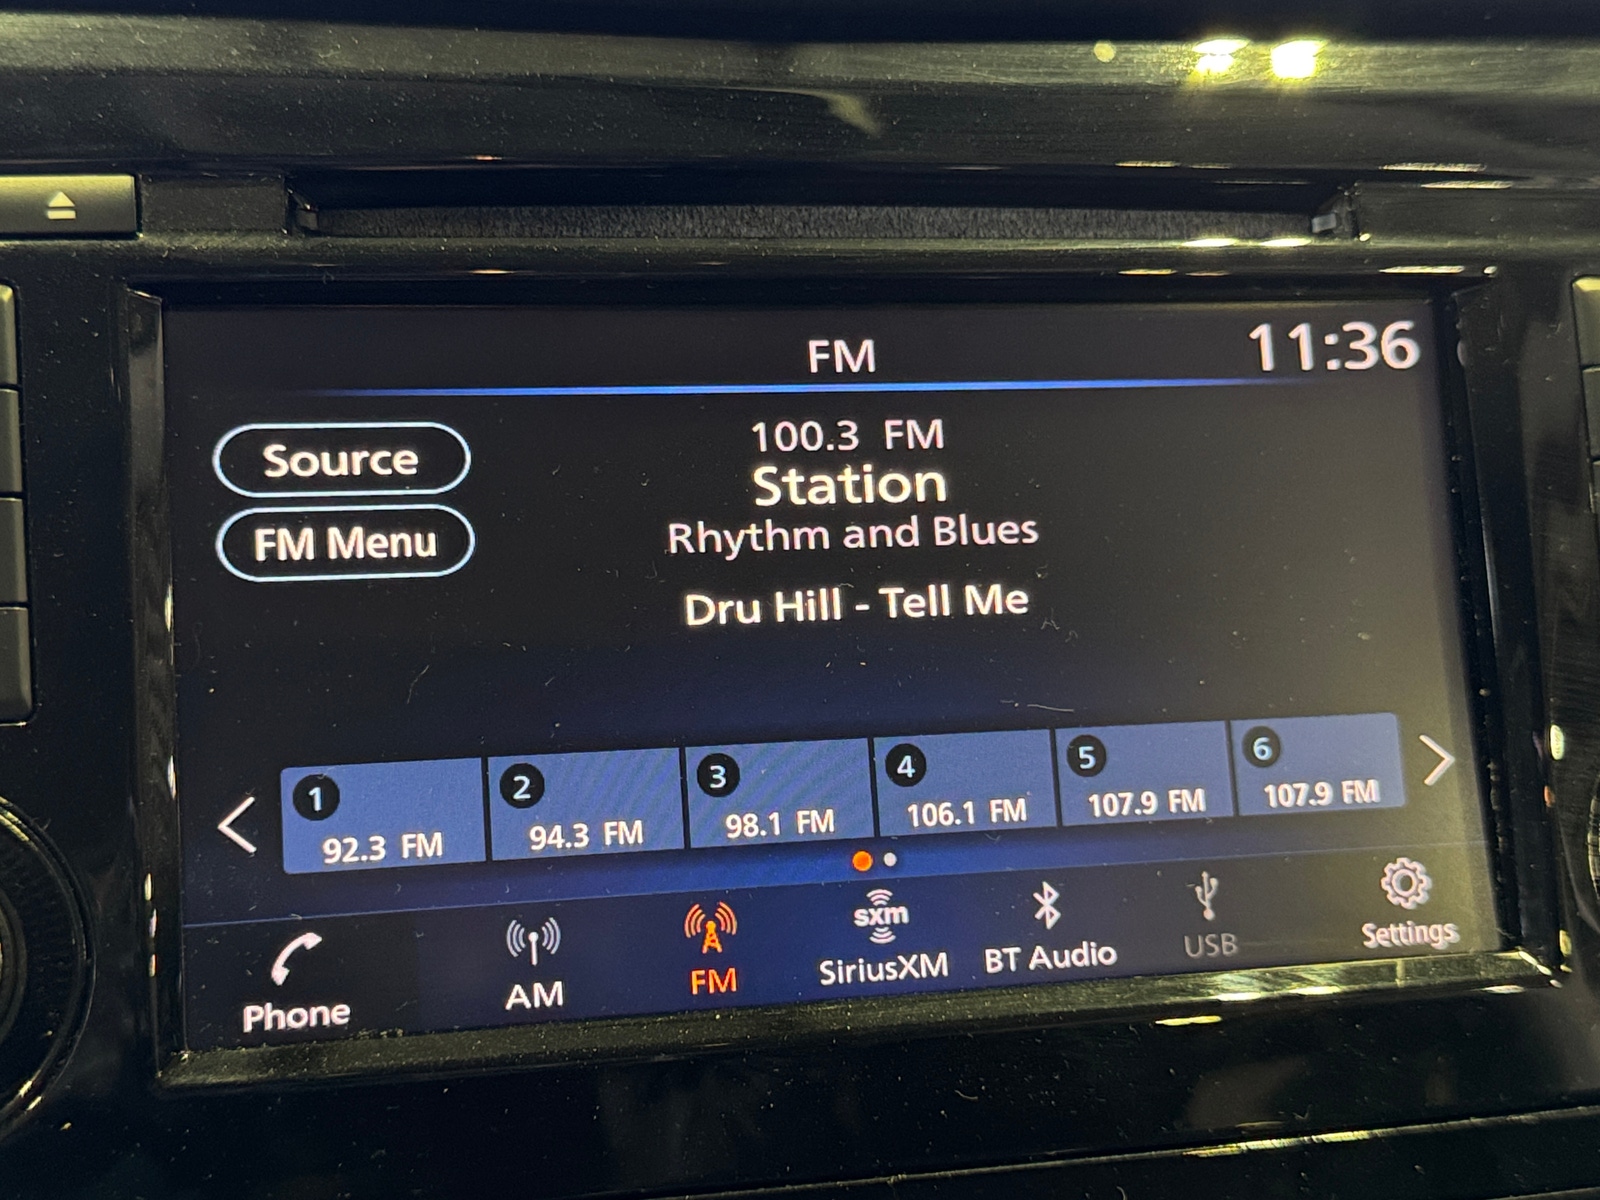 FM
11:36
Source
FM Menu
100.3 FM
Station
Rhythm and Blues
Dru Hill - Tell Me
1
92.3 FM
2
94.3 FM
3
98.1 FM
4
106.1 FM
5
107.9 FM
6
107.9 FM
Phone
AM
FM
sxm
SiriusXM
BT Audio
USB
Settings